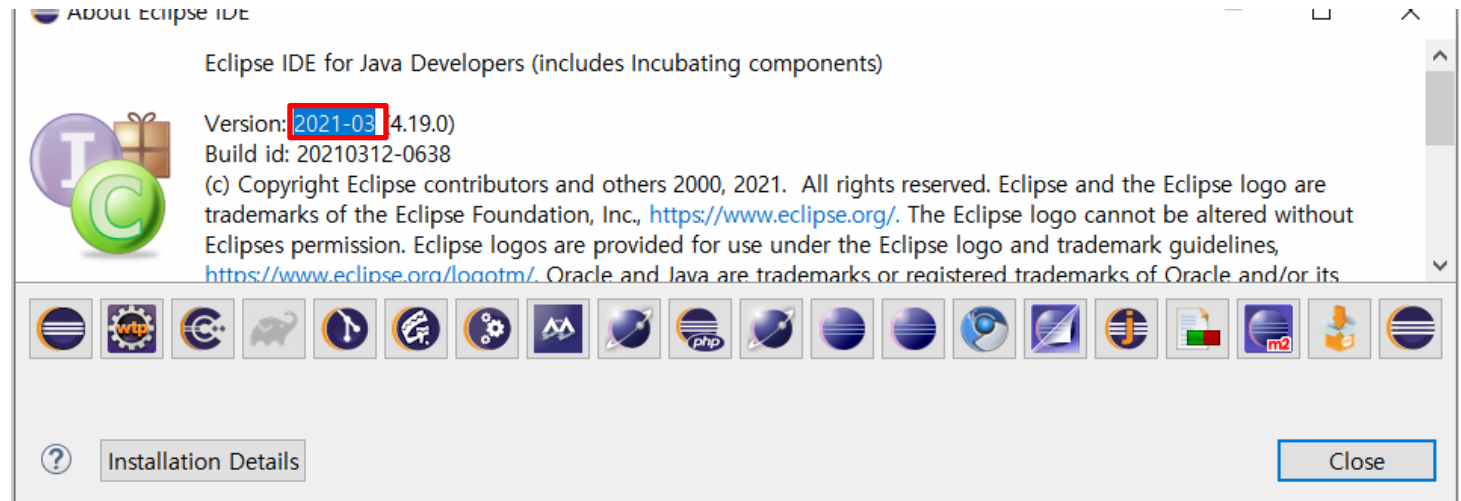 About Eclipse IDE
Eclipse IDE for Java Developers (includes Incubating components)
Version: 2021-03 (4.19.0)
Build id: 20210312-0638
(c) Copyright Eclipse contributors and others 2000, 2021.  All rights reserved. Eclipse and the Eclipse logo are
trademarks of the Eclipse Foundation, Inc., https://www.eclipse.org/. The Eclipse logo cannot be altered without
Eclipses permission. Eclipse logos are provided for use under the Eclipse logo and trademark guidelines,
https://www.eclipse.org/logotm/. Oracle and Java are trademarks or registered trademarks of Oracle and/or its
I
C
wtp
C
php
j
m2
? Installation Details Close